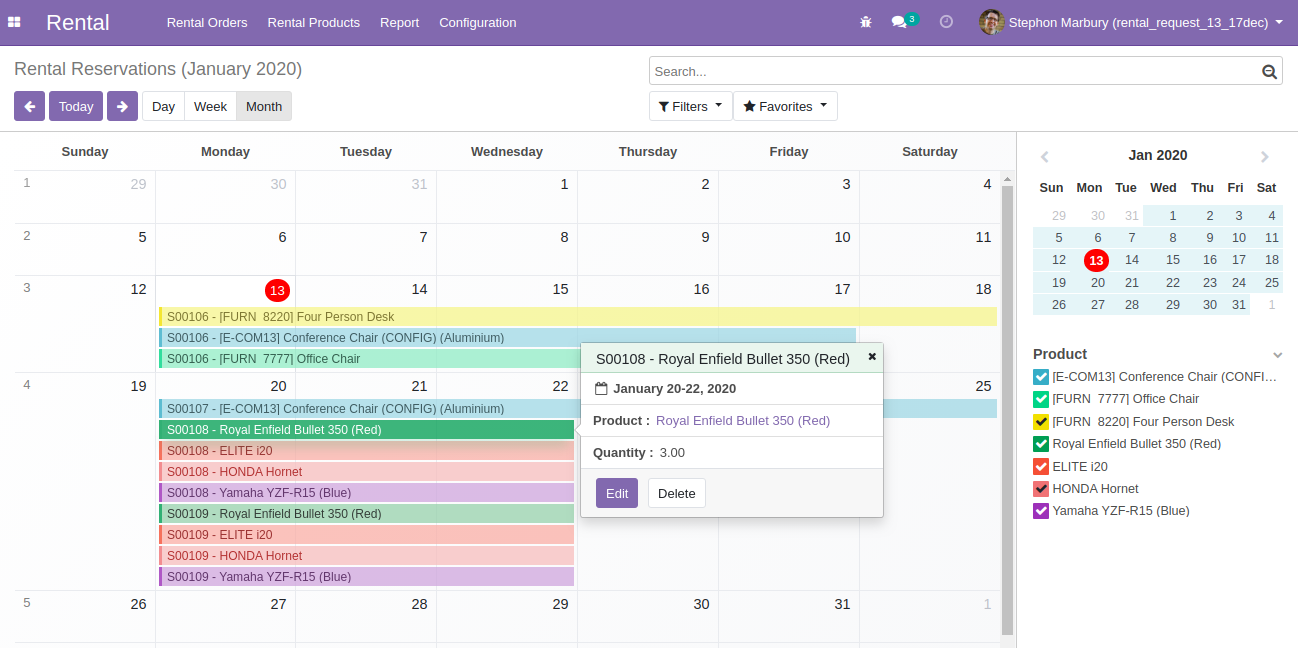 Rental Rental Orders Rental Products Report Configuration 3 Stephon Marbury (rental_request_13_17dec)
Rental Reservations (January 2020)
Search...
Today Day Week Month Filters Favorites
Sunday Monday Tuesday Wednesday Thursday Friday Saturday
1 29 30 31 1 2 3 4
2 5 6 7 8 9 10 11
3 12 13 14 15 16 17 18
S00106 - [FURN 8220] Four Person Desk
S00106 - [E-COM13] Conference Chair (CONFIG) (Aluminium)
S00106 - [FURN 7777] Office Chair
4 19 20 21 22 25
S00107 - [E-COM13] Conference Chair (CONFIG) (Aluminium)
S00108 - Royal Enfield Bullet 350 (Red)
S00108 - ELITE i20
S00108 - HONDA Hornet
S00108 - Yamaha YZF-R15 (Blue)
S00109 - Royal Enfield Bullet 350 (Red)
S00109 - ELITE i20
S00109 - HONDA Hornet
S00109 - Yamaha YZF-R15 (Blue)
5 26 27 28 29 30 31 1
S00108 - Royal Enfield Bullet 350 (Red)
January 20-22, 2020
Product : Royal Enfield Bullet 350 (Red)
Quantity : 3.00
Edit Delete
Jan 2020
Sun Mon Tue Wed Thu Fri Sat
29 30 31 1 2 3 4
5 6 7 8 9 10 11
12 13 14 15 16 17 18
19 20 21 22 23 24 25
26 27 28 29 30 31 1
Product
[E-COM13] Conference Chair (CONFI...
[FURN 7777] Office Chair
[FURN 8220] Four Person Desk
Royal Enfield Bullet 350 (Red)
ELITE i20
HONDA Hornet
Yamaha YZF-R15 (Blue)